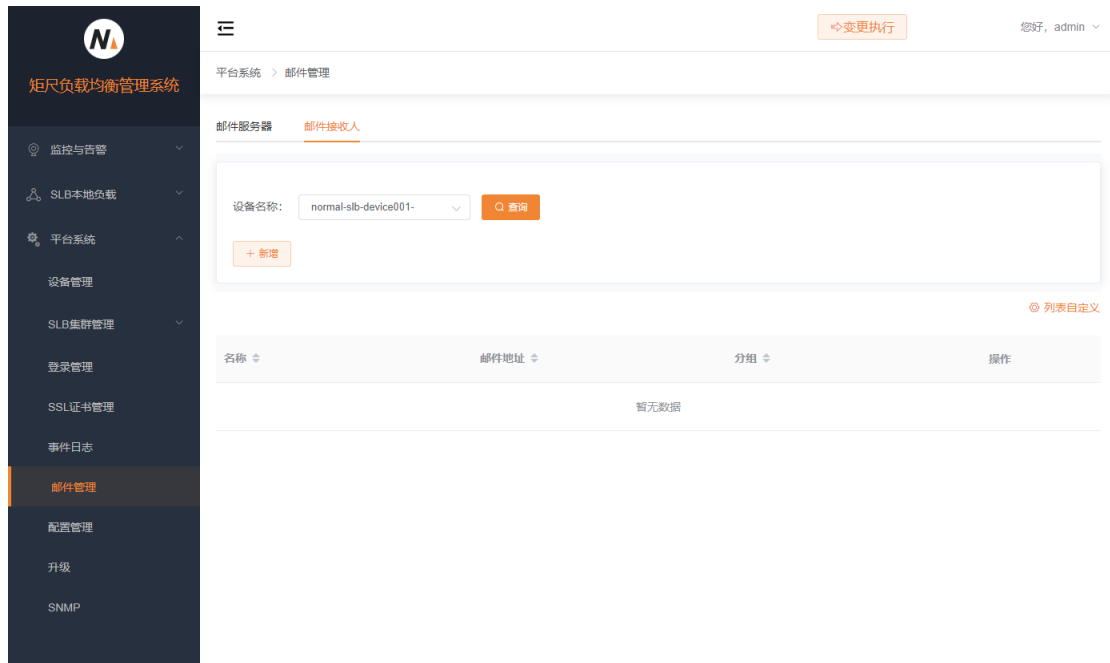 变更执行
您好，admin
矩尺负载均衡管理系统
平台系统 > 邮件管理
邮件服务器 邮件接收人
监控与告警
SLB本地负载
平台系统
设备管理
SLB集群管理
登录管理
SSL证书管理
事件日志
邮件管理
配置管理
升级
SNMP
设备名称： normal-slb-device001- 查询
+ 新增
列表自定义
名称 邮件地址 分组 操作
暂无数据